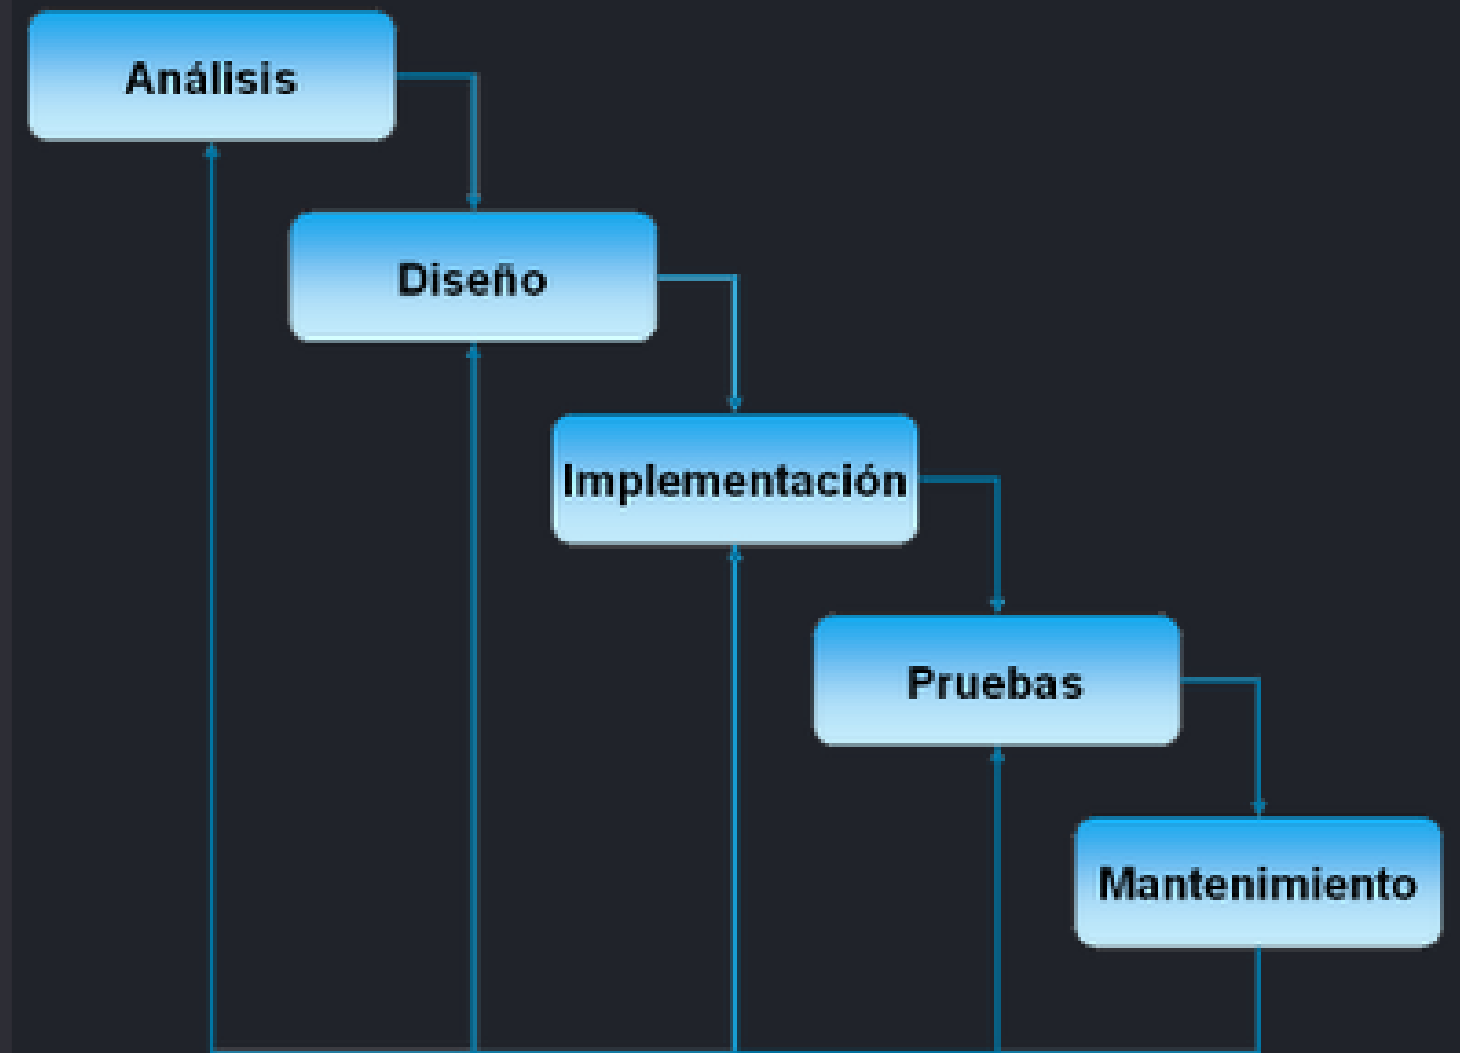 Análisis
Diseño
Implementación
Pruebas
Mantenimiento